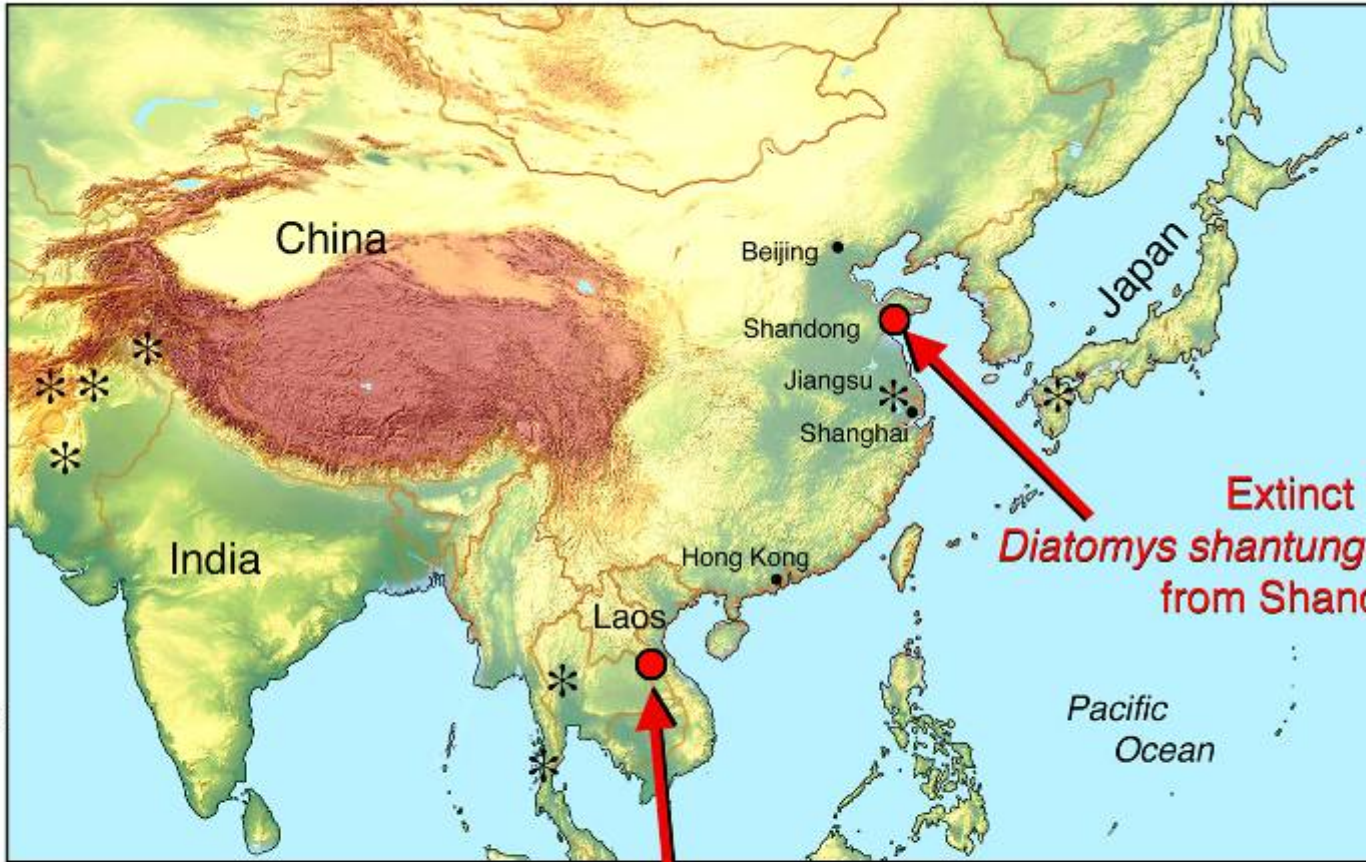 China
Beijing
Japan
Shandong
Jiangsu
Shanghai
Extinct
Diatomys shantung
from Shand
India
Hong Kong
Laos
Pacific
Ocean